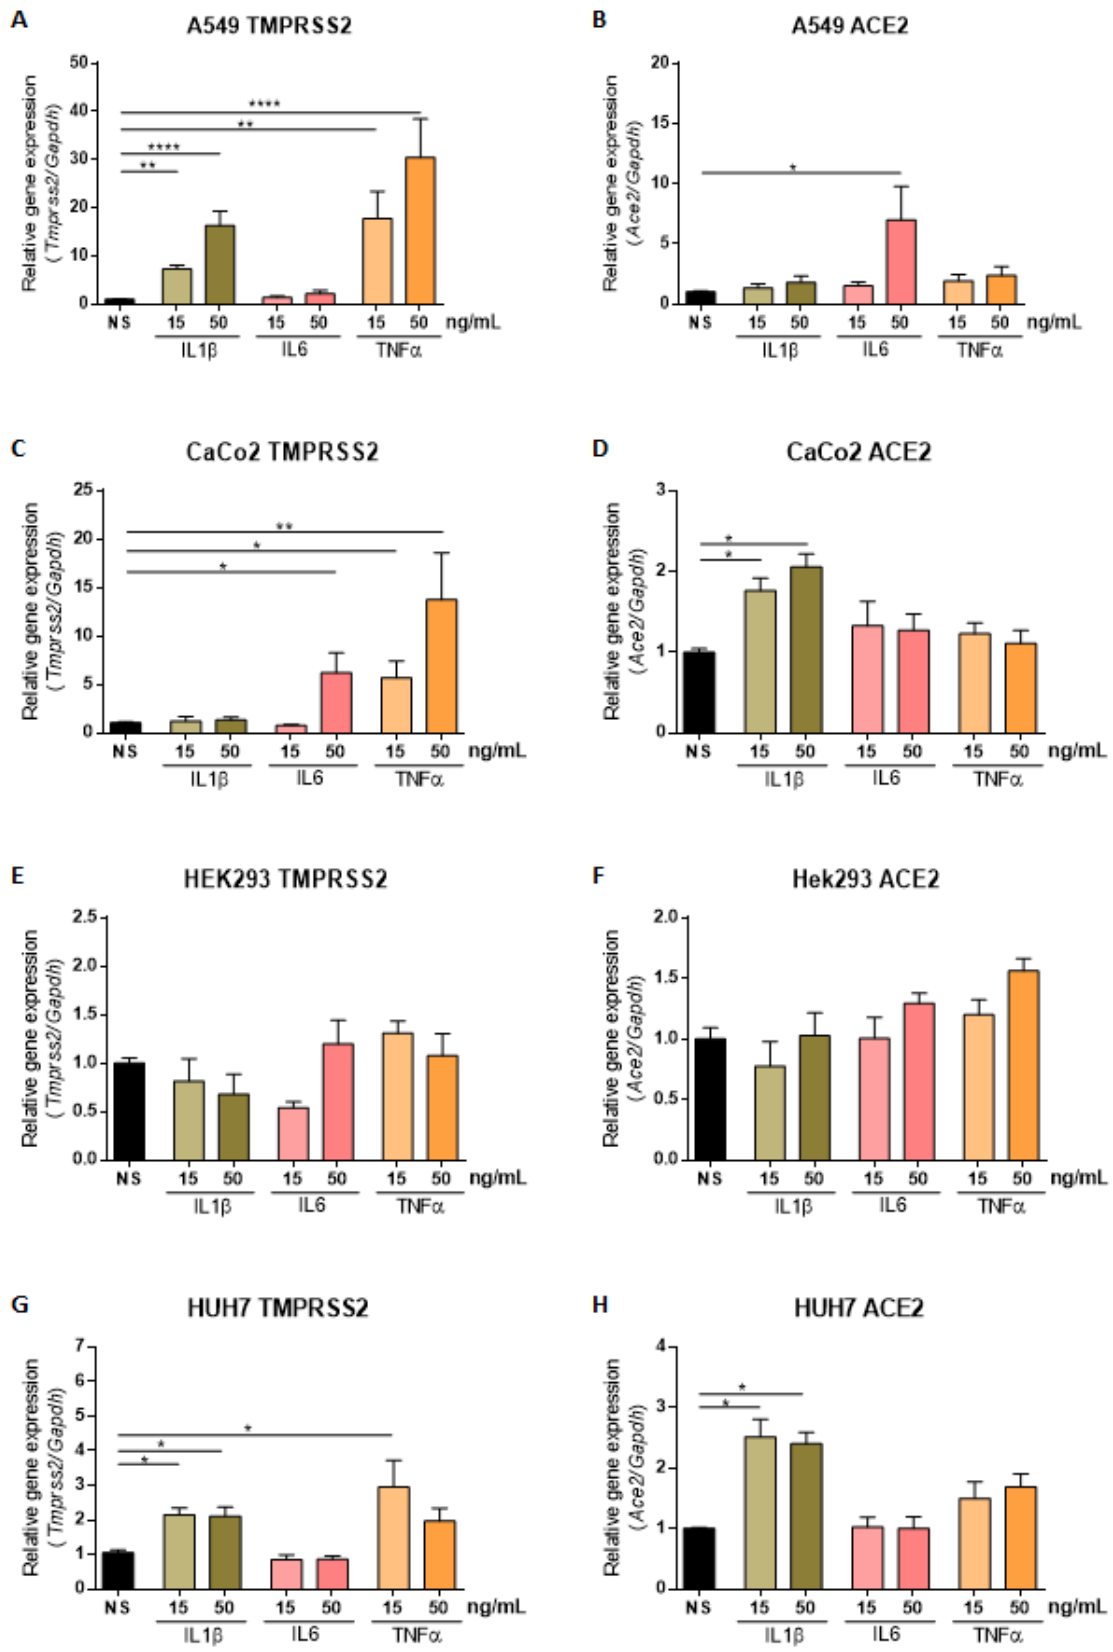 A
A549 TMPRSS2
Relative gene expression
(Tmprss2/Gapdh)
50
40
30
20
10
0
****
**
****
**
NS 15 50 15 50 15 50 ng/mL
IL1β IL6 TNFα
B
A549 ACE2
Relative gene expression
(Ace2/Gapdh)
20
15
10
5
0
*
NS 15 50 15 50 15 50 ng/mL
IL1β IL6 TNFα
C
CaCo2 TMPRSS2
Relative gene expression
(Tmprss2/Gapdh)
25
20
15
10
5
0
**
*
*
NS 15 50 15 50 15 50 ng/mL
IL1β IL6 TNFα
D
CaCo2 ACE2
Relative gene expression
(Ace2/Gapdh)
3
2
1
0
*
*
NS 15 50 15 50 15 50 ng/mL
IL1β IL6 TNFα
E
HEK293 TMPRSS2
Relative gene expression
(Tmprss2/Gapdh)
2.5
2.0
1.5
1.0
0.5
0.0
NS 15 50 15 50 15 50 ng/mL
IL1β IL6 TNFα
F
Hek293 ACE2
Relative gene expression
(Ace2/Gapdh)
2.0
1.5
1.0
0.5
0.0
NS 15 50 15 50 15 50 ng/mL
IL1β IL6 TNFα
G
HUH7 TMPRSS2
Relative gene expression
(Tmprss2/Gapdh)
7
6
5
4
3
2
1
0
*
*
*
NS 15 50 15 50 15 50 ng/mL
IL1β IL6 TNFα
H
HUH7 ACE2
Relative gene expression
(Ace2/Gapdh)
4
3
2
1
0
*
*
NS 15 50 15 50 15 50 ng/mL
IL1β IL6 TNFα